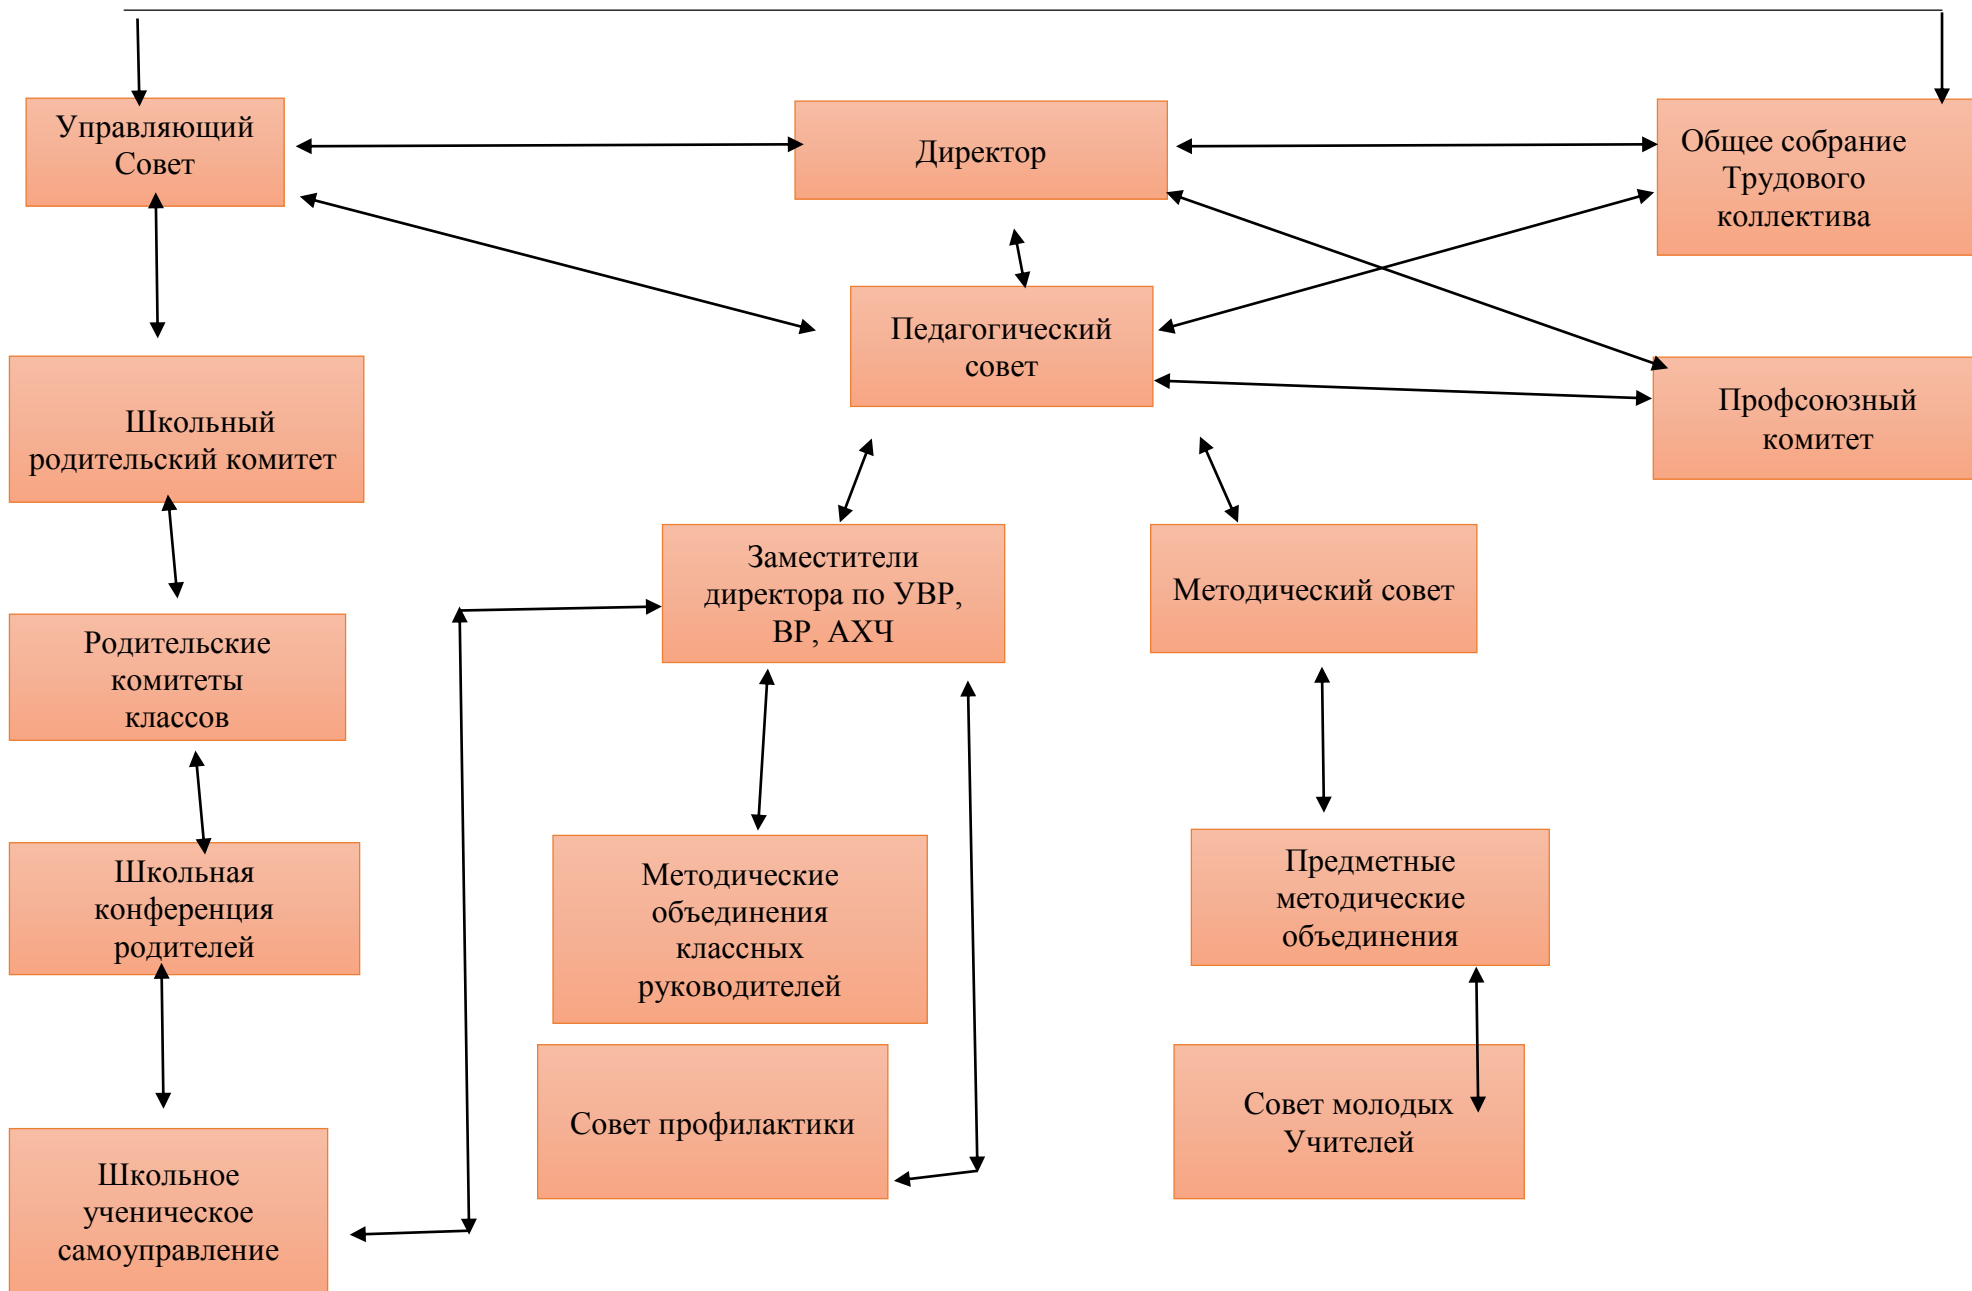 Управляющий
Совет
Директор
Общее собрание
Трудового
коллектива
Педагогический
совет
Школьный
родительский комитет
Профсоюзный
комитет
Заместители
директора по УВР,
ВР, АХЧ
Методический совет
Родительские
комитеты
классов
Школьная
конференция
родителей
Методические
объединения
классных
руководителей
Предметные
методические
объединения
Совет профилактики
Совет молодых
Учителей
Школьное
ученическое
самоуправление